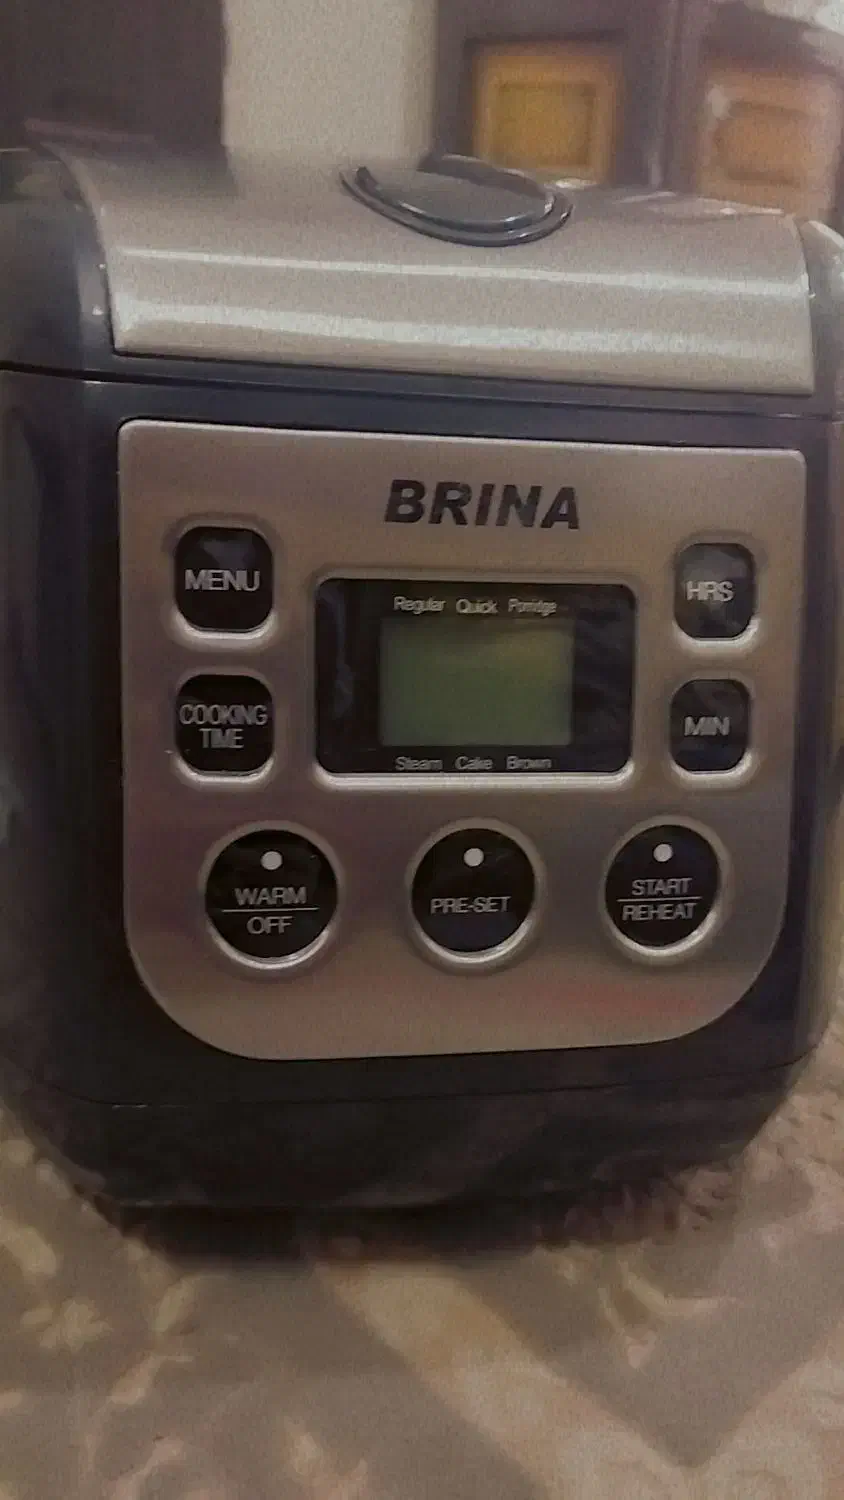 BRINA
MENU
Regular Quick Porridge
HRS
COOKING
TIME
MIN
Steam Cake Brown
WARM
OFF
PRE-SET
START
REHEAT